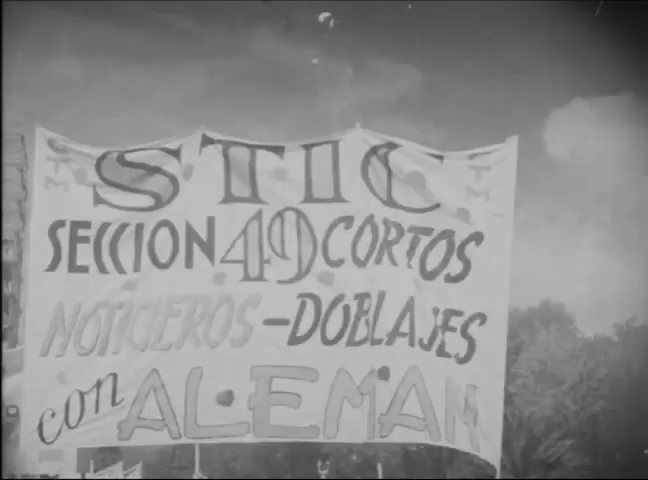 STIC
SECCION 49 CORTOS
NOTICIEROS - DOBLAJES
con ALEMAN